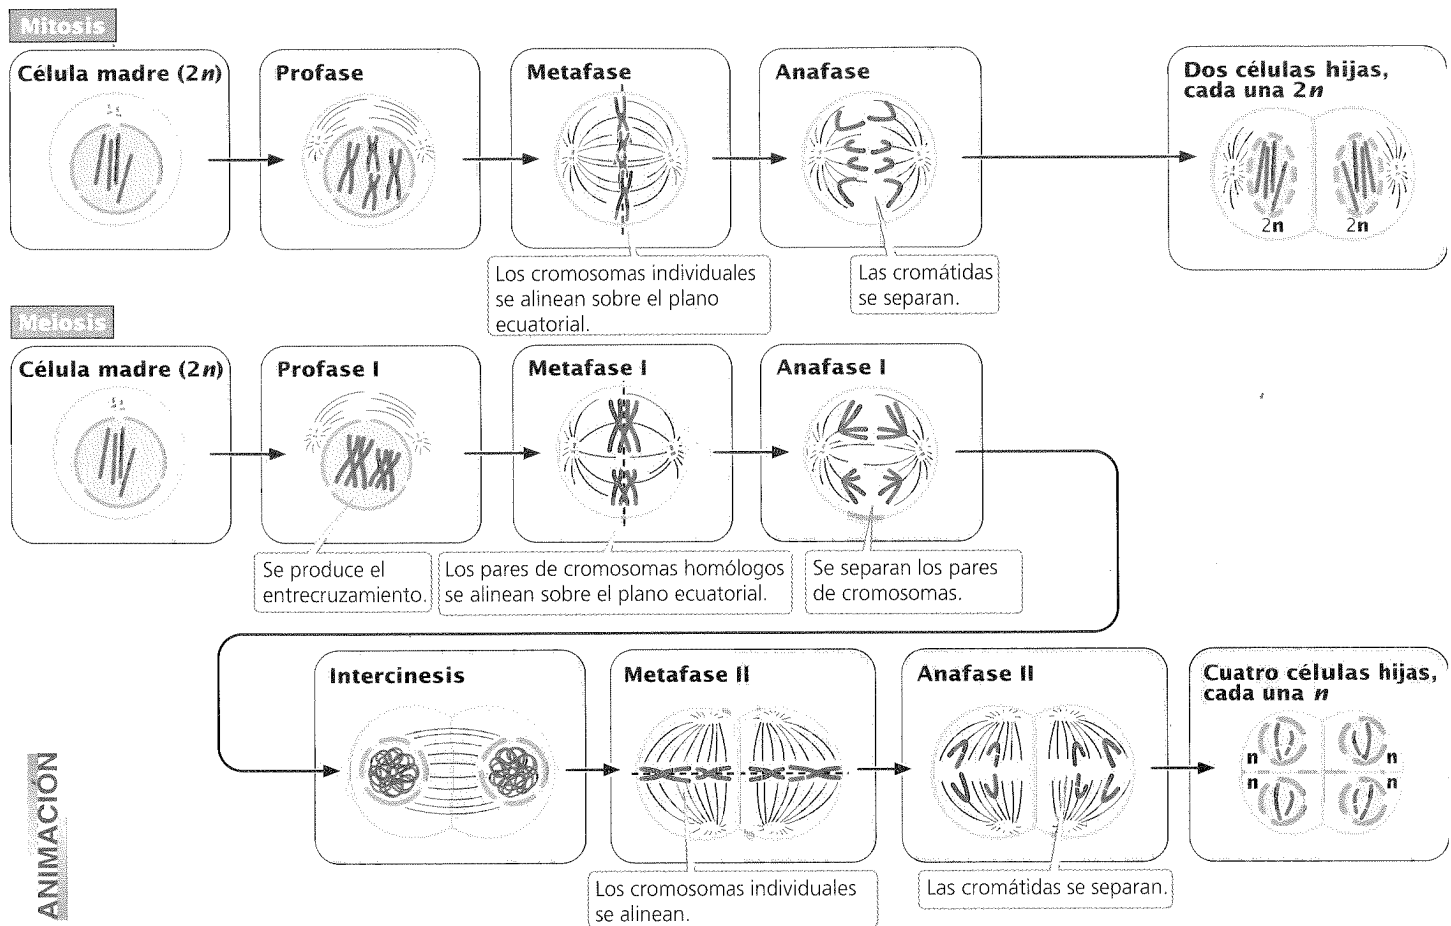 Mitosis
Célula madre (2n)
Profase
Metafase
Anafase
Dos células hijas,
cada una 2n
2n
2n
Los cromosomas individuales
se alinean sobre el plano
ecuatorial.
Las cromátidas
se separan.
Meiosis
Célula madre (2n)
Profase I
Metafase I
Anafase I
Se produce el
entrecruzamiento.
Los pares de cromosomas homólogos
se alinean sobre el plano ecuatorial.
Se separan los pares
de cromosomas.
Intercinesis
Metafase II
Anafase II
Cuatro células hijas,
cada una n
n
n
n
n
Los cromosomas individuales
se alinean.
Las cromátidas se separan.
ANIMACIÓN